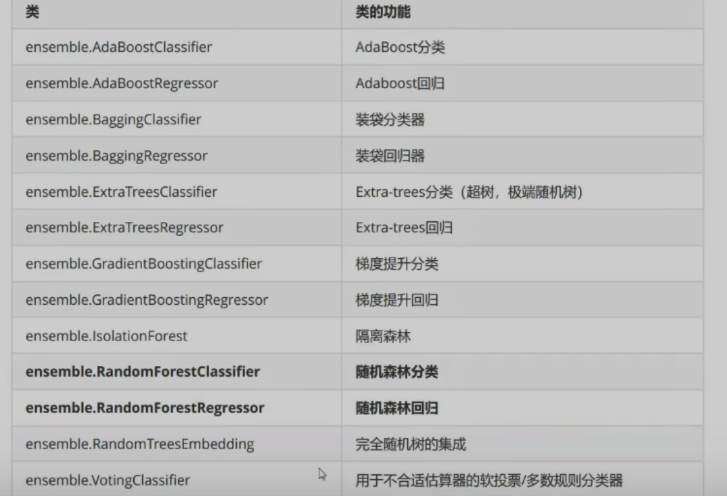 类 类的功能
ensemble.AdaBoostClassifier AdaBoost分类
ensemble.AdaBoostRegressor Adaboost回归
ensemble.BaggingClassifier 装袋分类器
ensemble.BaggingRegressor 装袋回归器
ensemble.ExtraTreesClassifier Extra-trees分类（超树，极端随机树）
ensemble.ExtraTreesRegressor Extra-trees回归
ensemble.GradientBoostingClassifier 梯度提升分类
ensemble.GradientBoostingRegressor 梯度提升回归
ensemble.IsolationForest 隔离森林
ensemble.RandomForestClassifier 随机森林分类
ensemble.RandomForestRegressor 随机森林回归
ensemble.RandomTreesEmbedding 完全随机树的集成
ensemble.VotingClassifier 用于不合适估算器的软投票/多数规则分类器